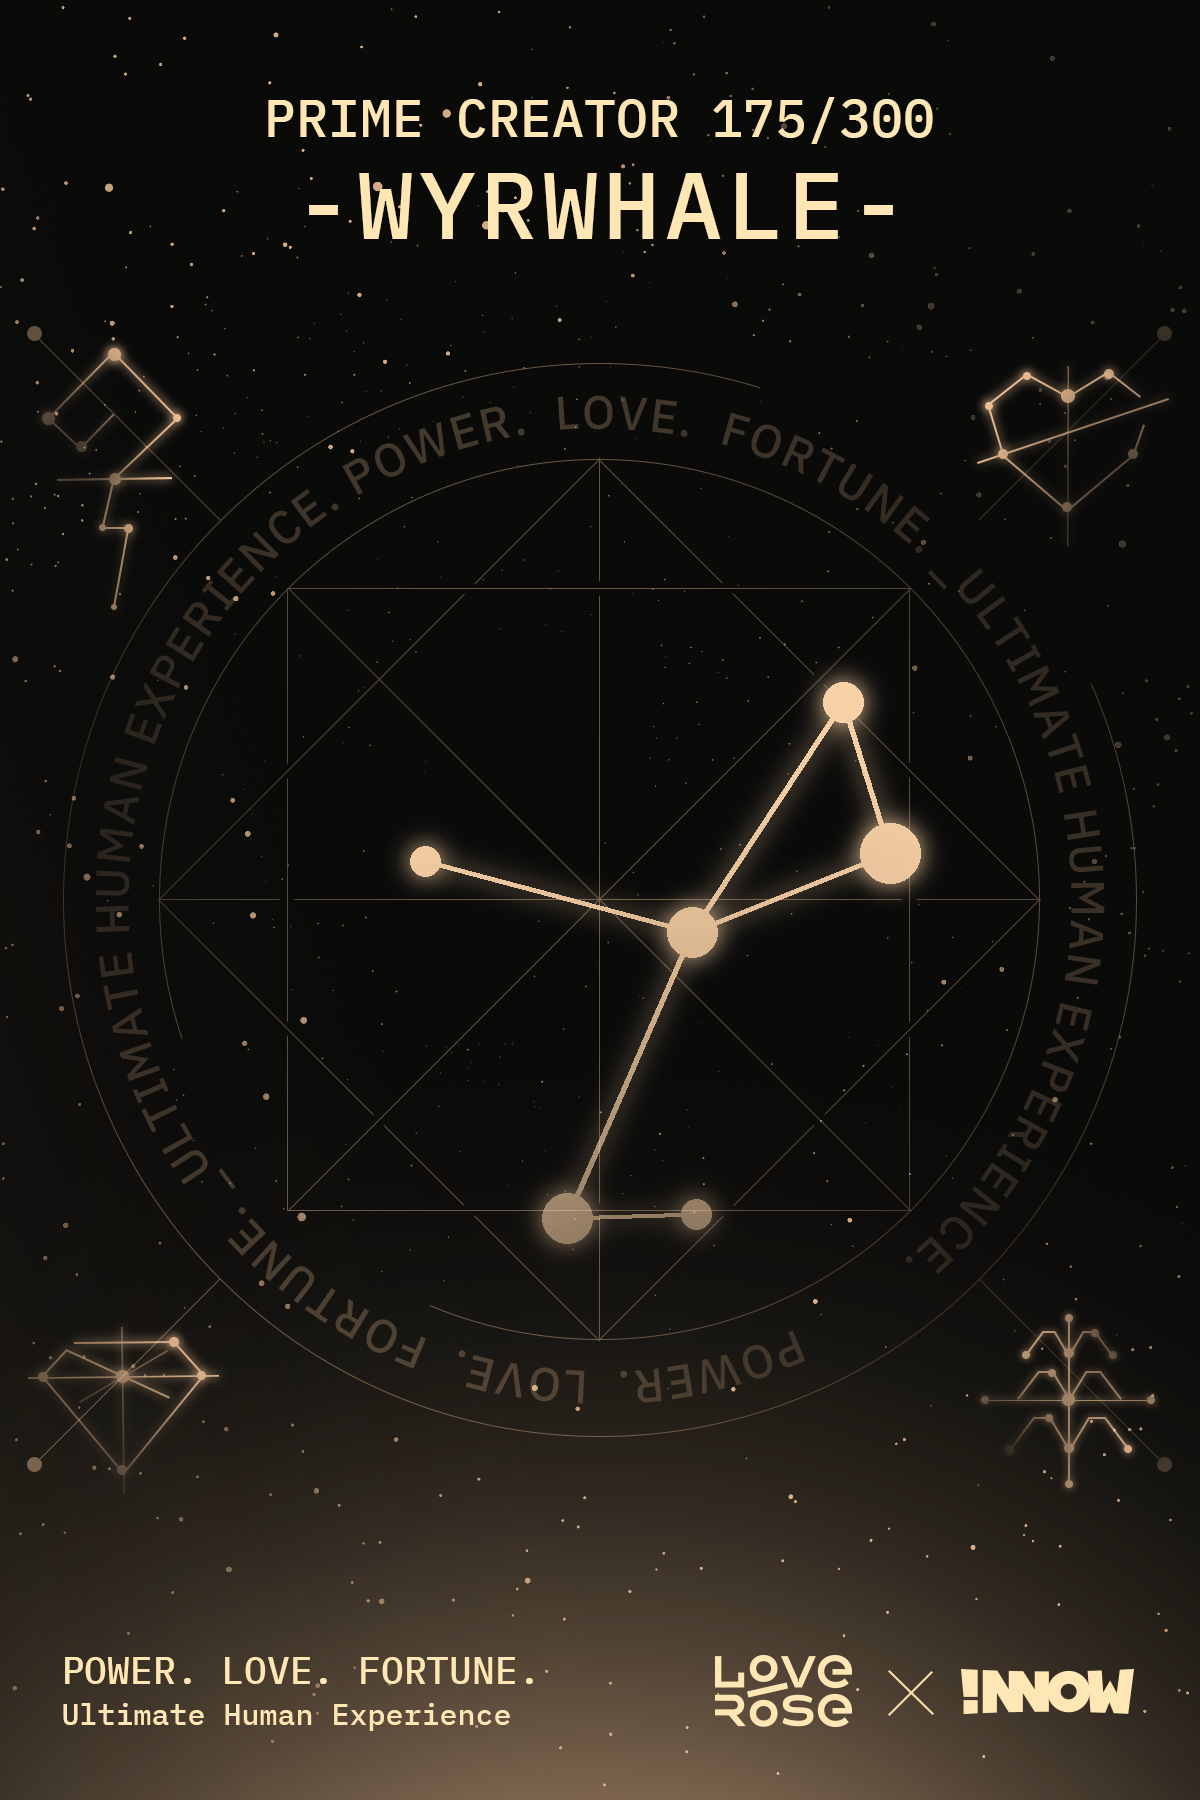 PRIME CREATOR 175/300
-WYRWHALE-
POWER. LOVE. FORTUNE. – ULTIMATE HUMAN EXPERIENCE.
POWER. LOVE. FORTUNE. – ULTIMATE HUMAN EXPERIENCE.
POWER. LOVE. FORTUNE.
Ultimate Human Experience
LOVE
ROSE
!NNOW